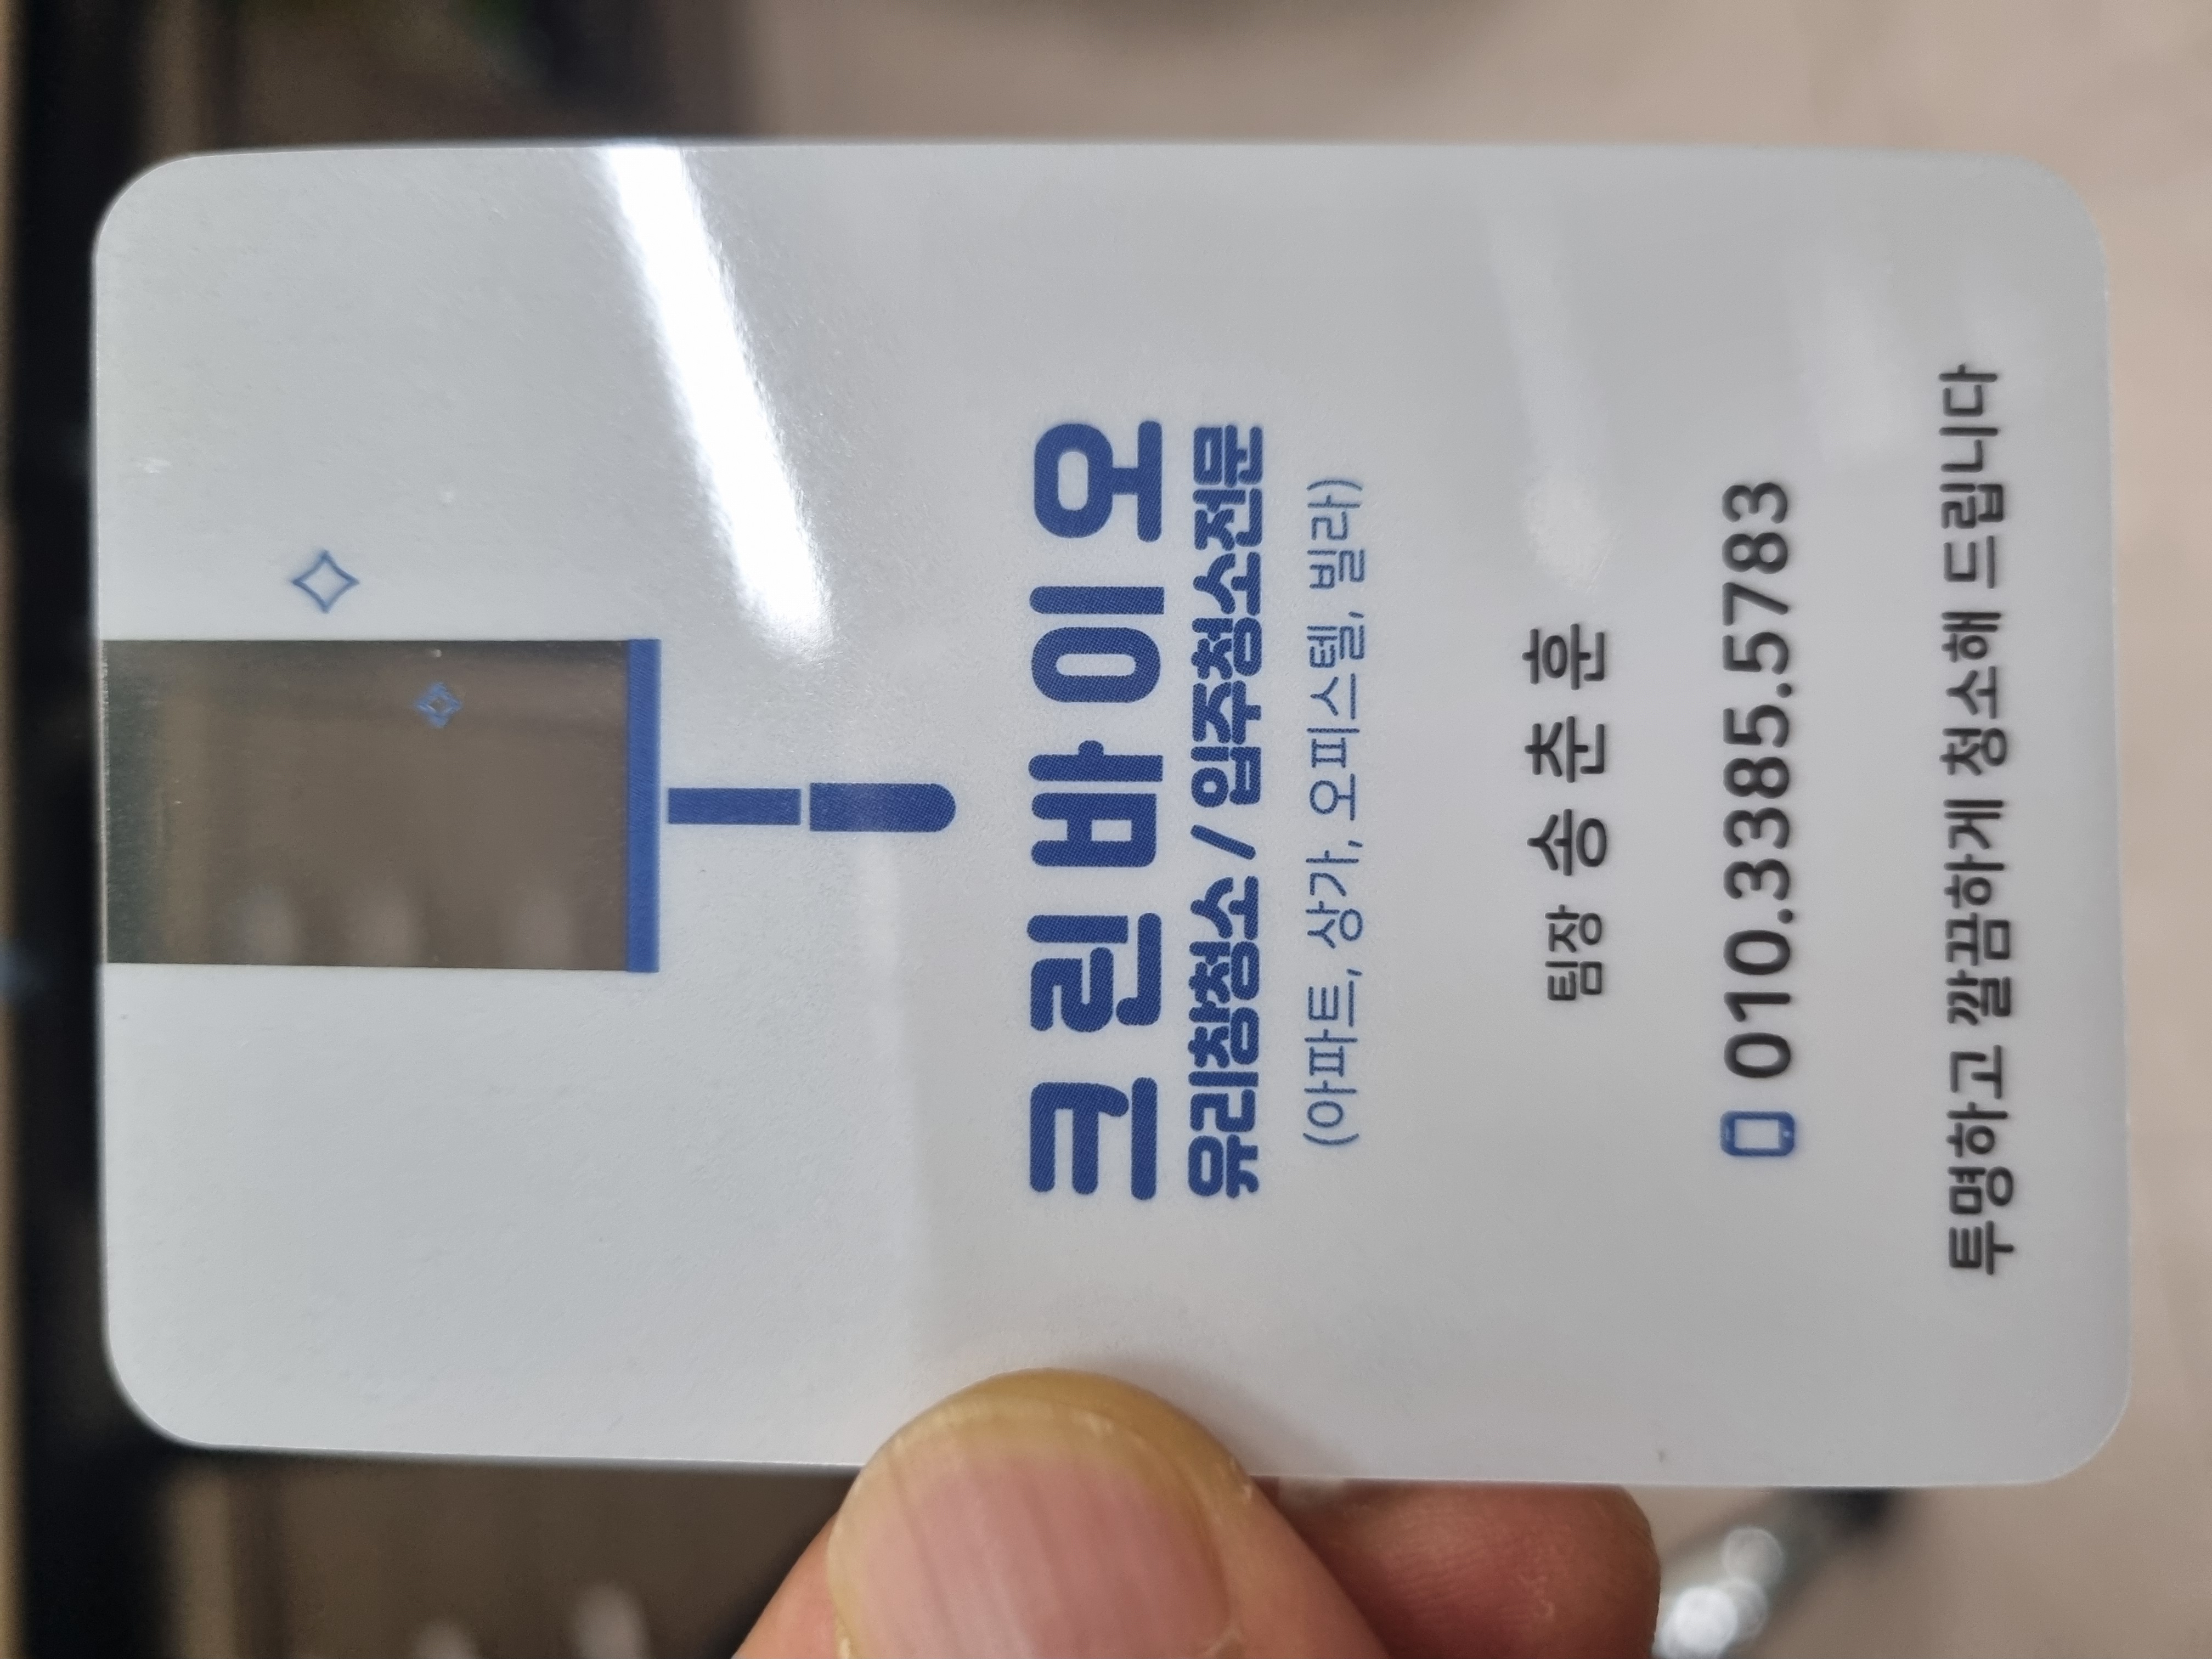 크린바이오
유리창청소 / 입주청소전문
(아파트, 상가, 오피스텔, 빌라)
팀장 송춘훈
010.3385.5783
투명하고 깔끔하게 청소해 드립니다